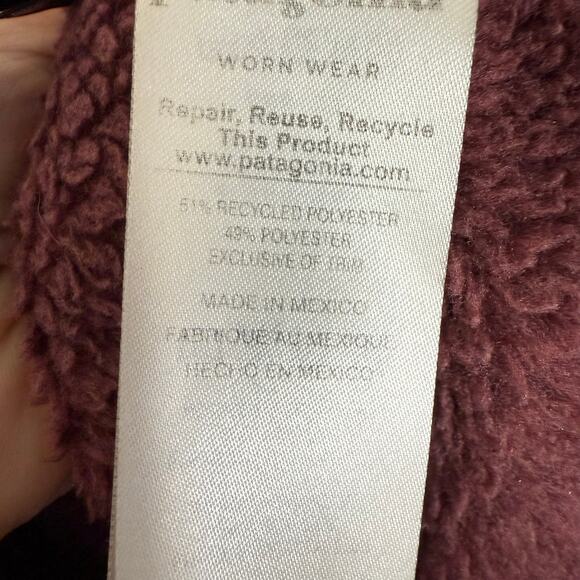 patagonia
WORN WEAR
Repair, Reuse, Recycle
This Product
www.patagonia.com
51% RECYCLED POLYESTER
49% POLYESTER
EXCLUSIVE OF TRIM
MADE IN MEXICO
FABRIQUE AU MEXIQUE
HECHO EN MEXICO